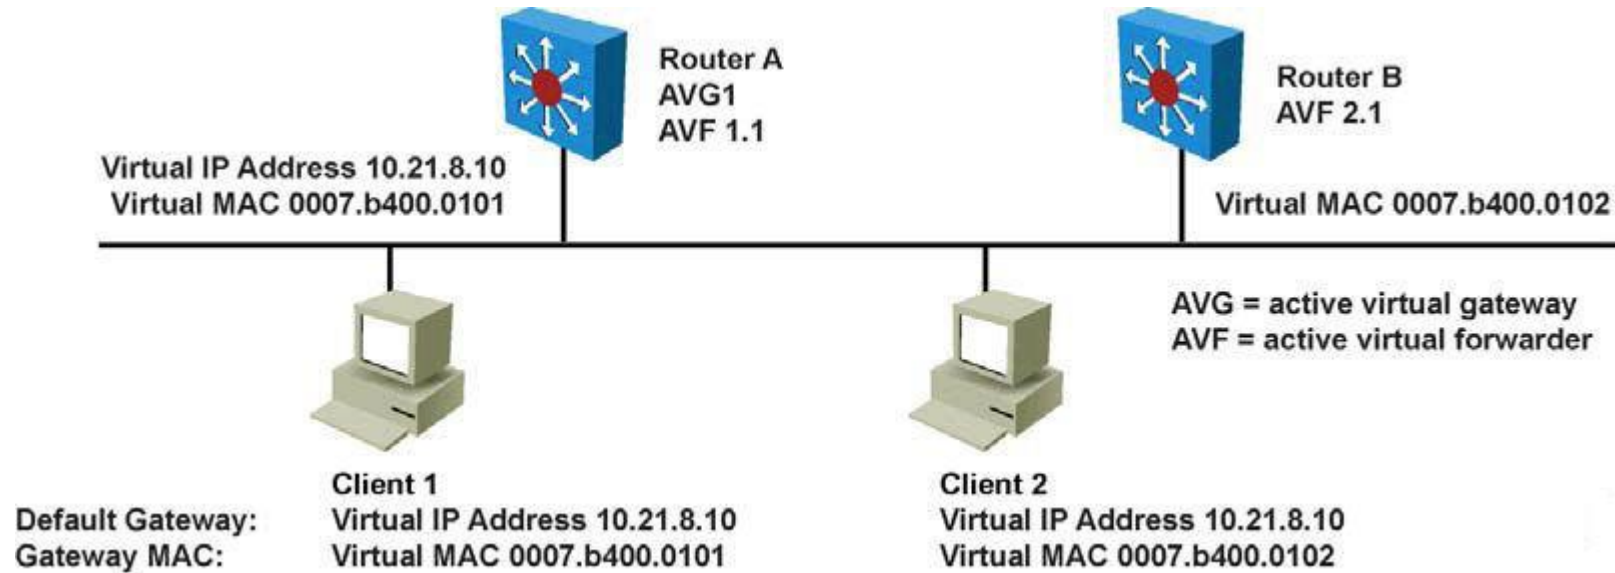 Router A
AVG1
AVF 1.1
Router B
AVF 2.1
Virtual IP Address 10.21.8.10
Virtual MAC 0007.b400.0101
Virtual MAC 0007.b400.0102
AVG = active virtual gateway
AVF = active virtual forwarder
Client 1
Client 2
Default Gateway: Virtual IP Address 10.21.8.10 Virtual IP Address 10.21.8.10
Gateway MAC: Virtual MAC 0007.b400.0101 Virtual MAC 0007.b400.0102